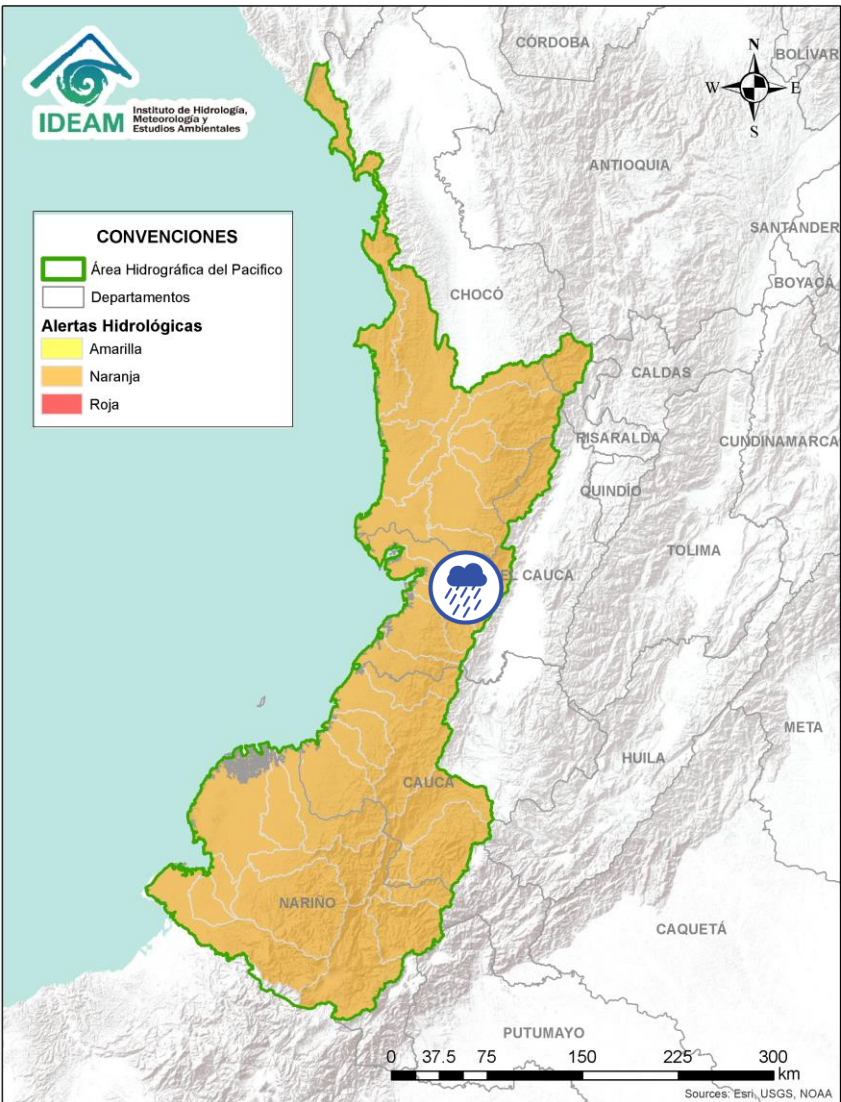 IDEAM
Instituto de Hidrología,
Meteorología y
Estudios Ambientales
N
W
E
S
CÓRDOBA
BOLIVAR
ANTIOQUIA
SANTANDER
BOYACÁ
CONVENCIONES
Área Hidrográfica del Pacifico
Departamentos
Alertas Hidrológicas
Amarilla
Naranja
Roja
CHOCÓ
CALDAS
RISARALDA
CUNDINAMARCA
QUINDÍO
TOLIMA
EL CAUCA
META
HUILA
CAUCA
NARIÑO
CAQUETÁ
PUTUMAYO
0 37.5 75 150 225 300
km
Sources: Esri, USGS, NOAA